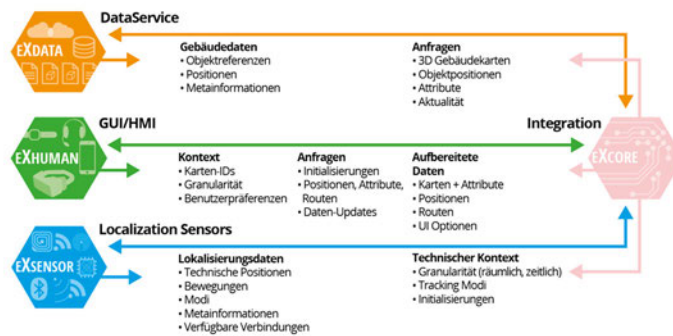 DataService
eXDATA
Gebäudedaten
• Objektreferenzen
• Positionen
• Metainformationen
Anfragen
• 3D Gebäudekarten
• Objektpositionen
• Attribute
• Aktualität
GUI/HMI
Integration
eXHUMAN
eXCORE
Kontext
• Karten-IDs
• Granularität
• Benutzerpräferenzen
Anfragen
• Initialisierungen
• Positionen, Attribute,
Routen
• Daten-Updates
Aufbereitete
Daten
• Karten + Attribute
• Positionen
• Routen
• UI Optionen
Localization Sensors
eXSENSOR
Lokalisierungsdaten
• Technische Positionen
• Bewegungen
• Modi
• Metainformationen
• Verfügbare Verbindungen
Technischer Kontext
• Granularität (räumlich, zeitlich)
• Tracking Modi
• Initialisierungen